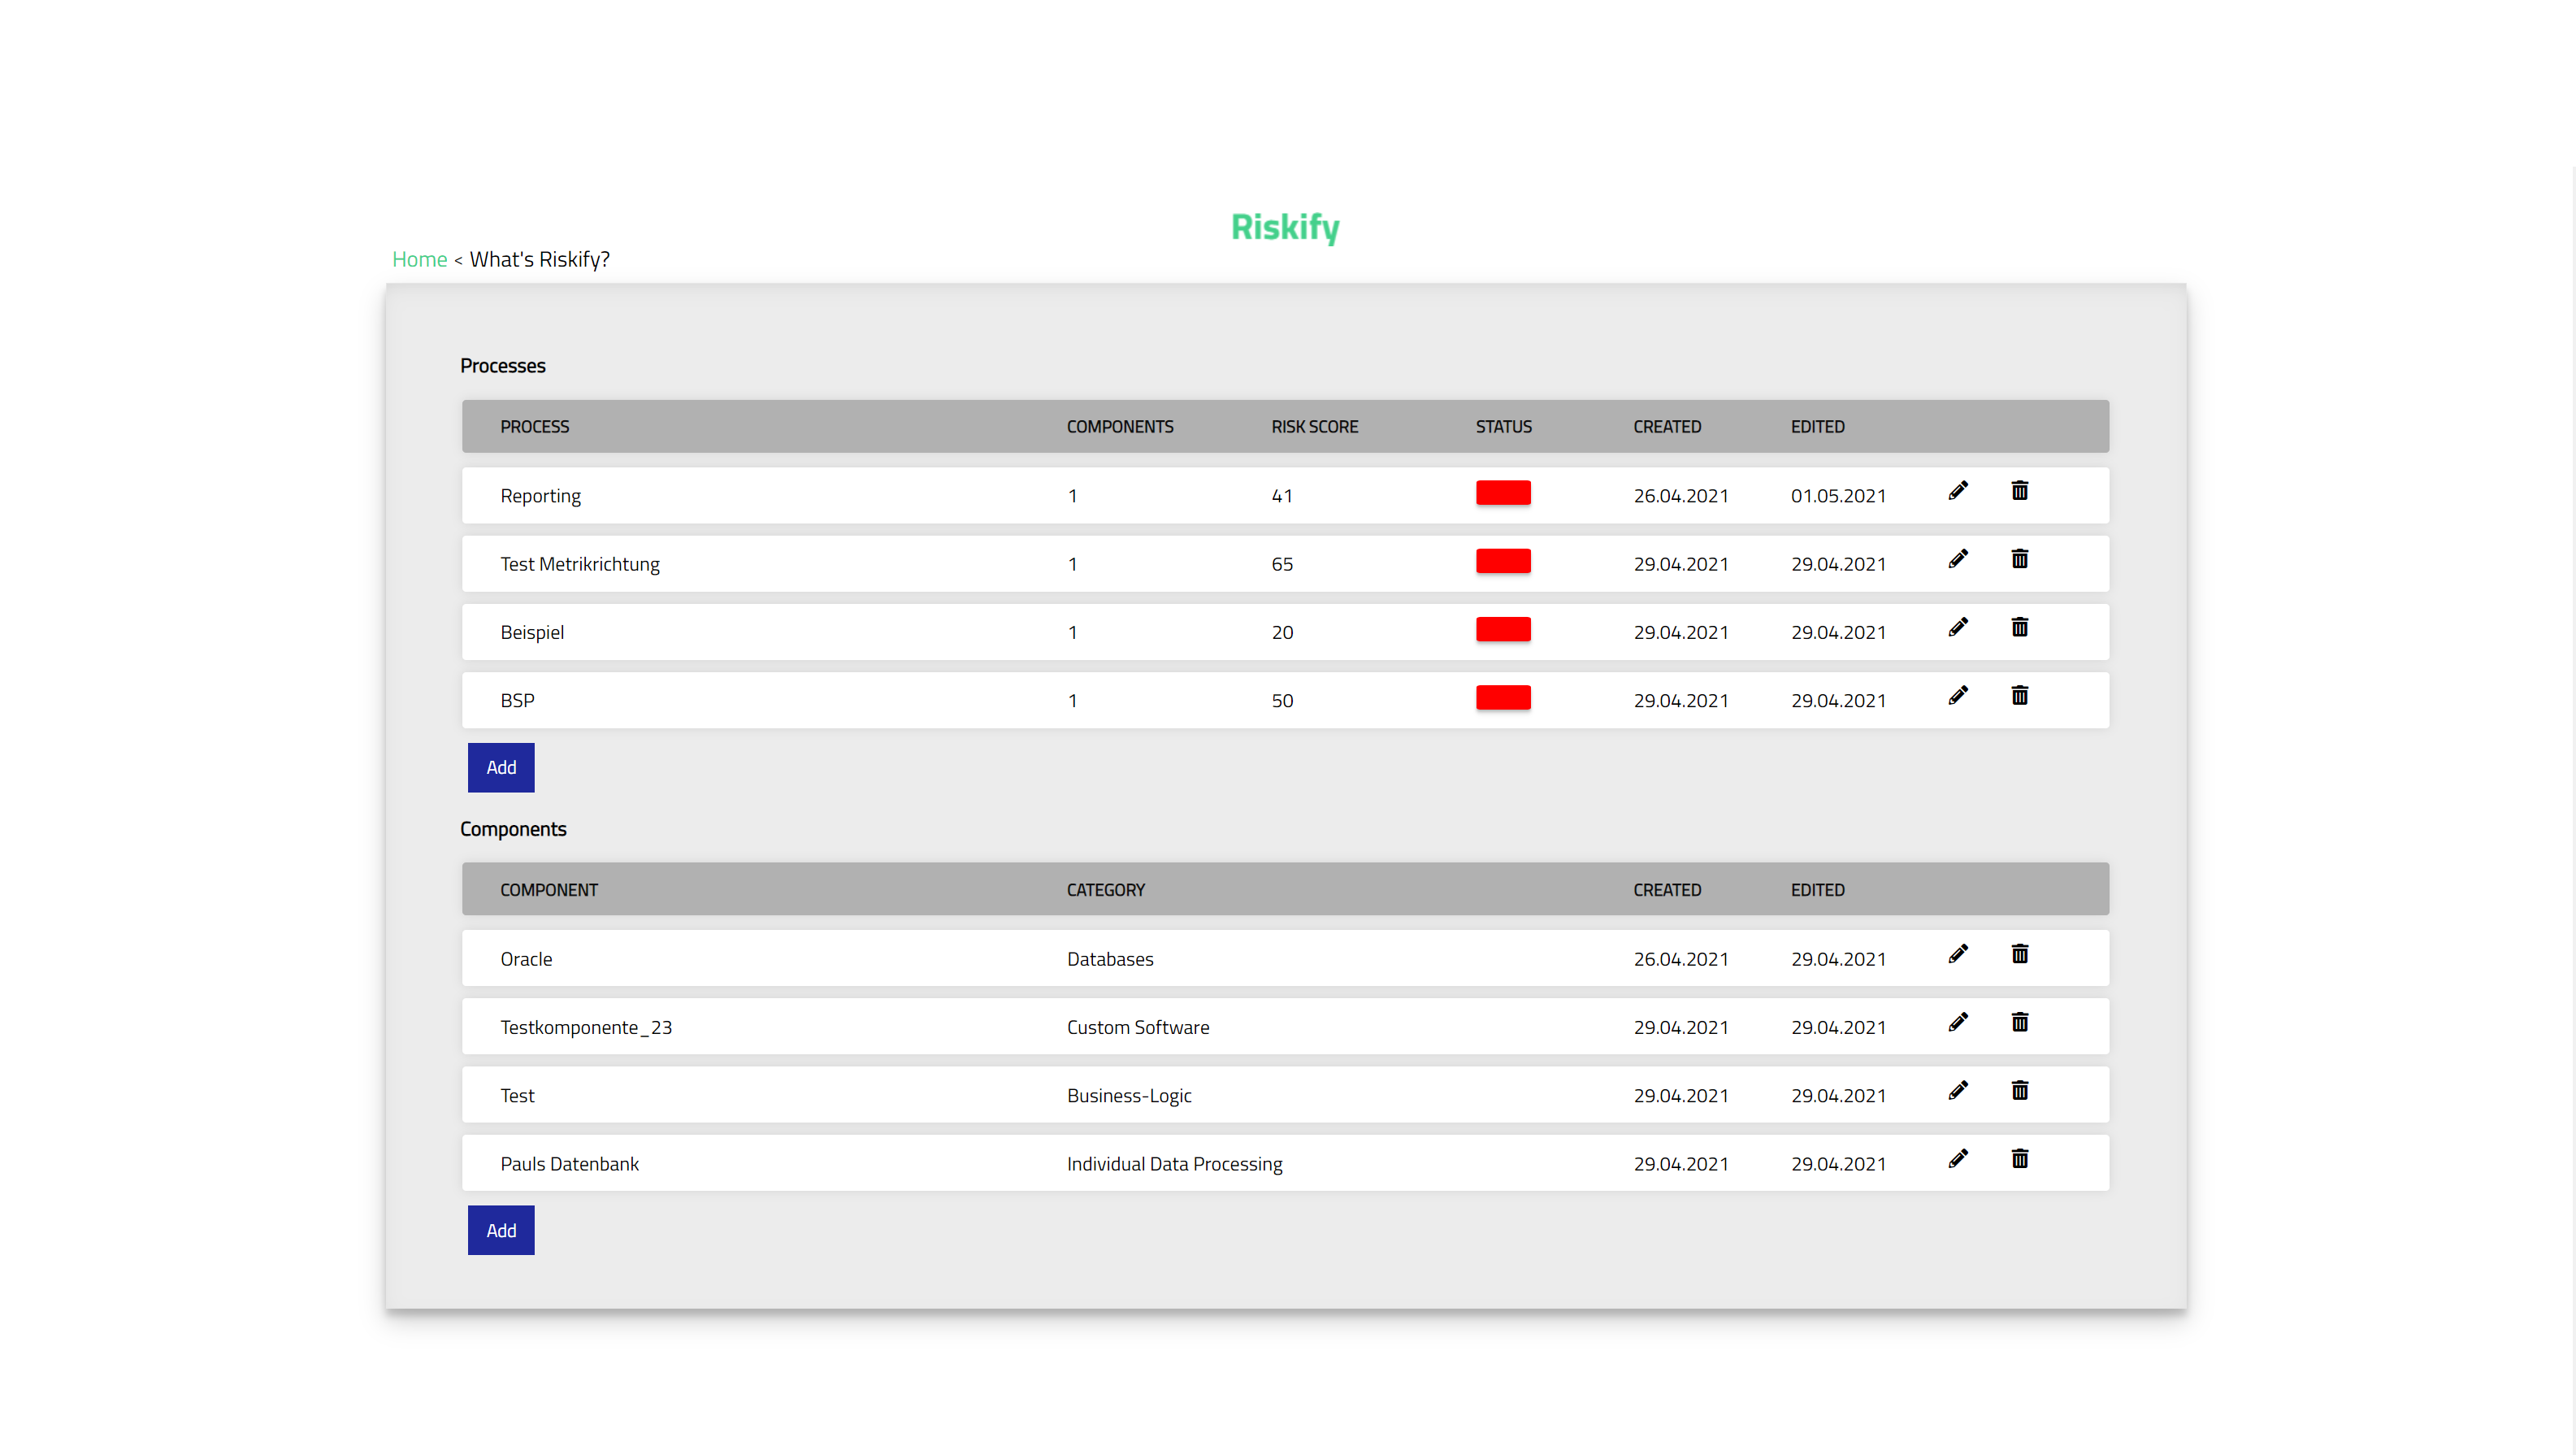 Riskify
Home < What's Riskify?
Processes
PROCESS COMPONENTS RISK SCORE STATUS CREATED EDITED
Reporting 1 41 26.04.2021 01.05.2021
Test Metrikrichtung 1 65 29.04.2021 29.04.2021
Beispiel 1 20 29.04.2021 29.04.2021
BSP 1 50 29.04.2021 29.04.2021
Add
Components
COMPONENT CATEGORY CREATED EDITED
Oracle Databases 26.04.2021 29.04.2021
Testkomponente_23 Custom Software 29.04.2021 29.04.2021
Test Business-Logic 29.04.2021 29.04.2021
Pauls Datenbank Individual Data Processing 29.04.2021 29.04.2021
Add